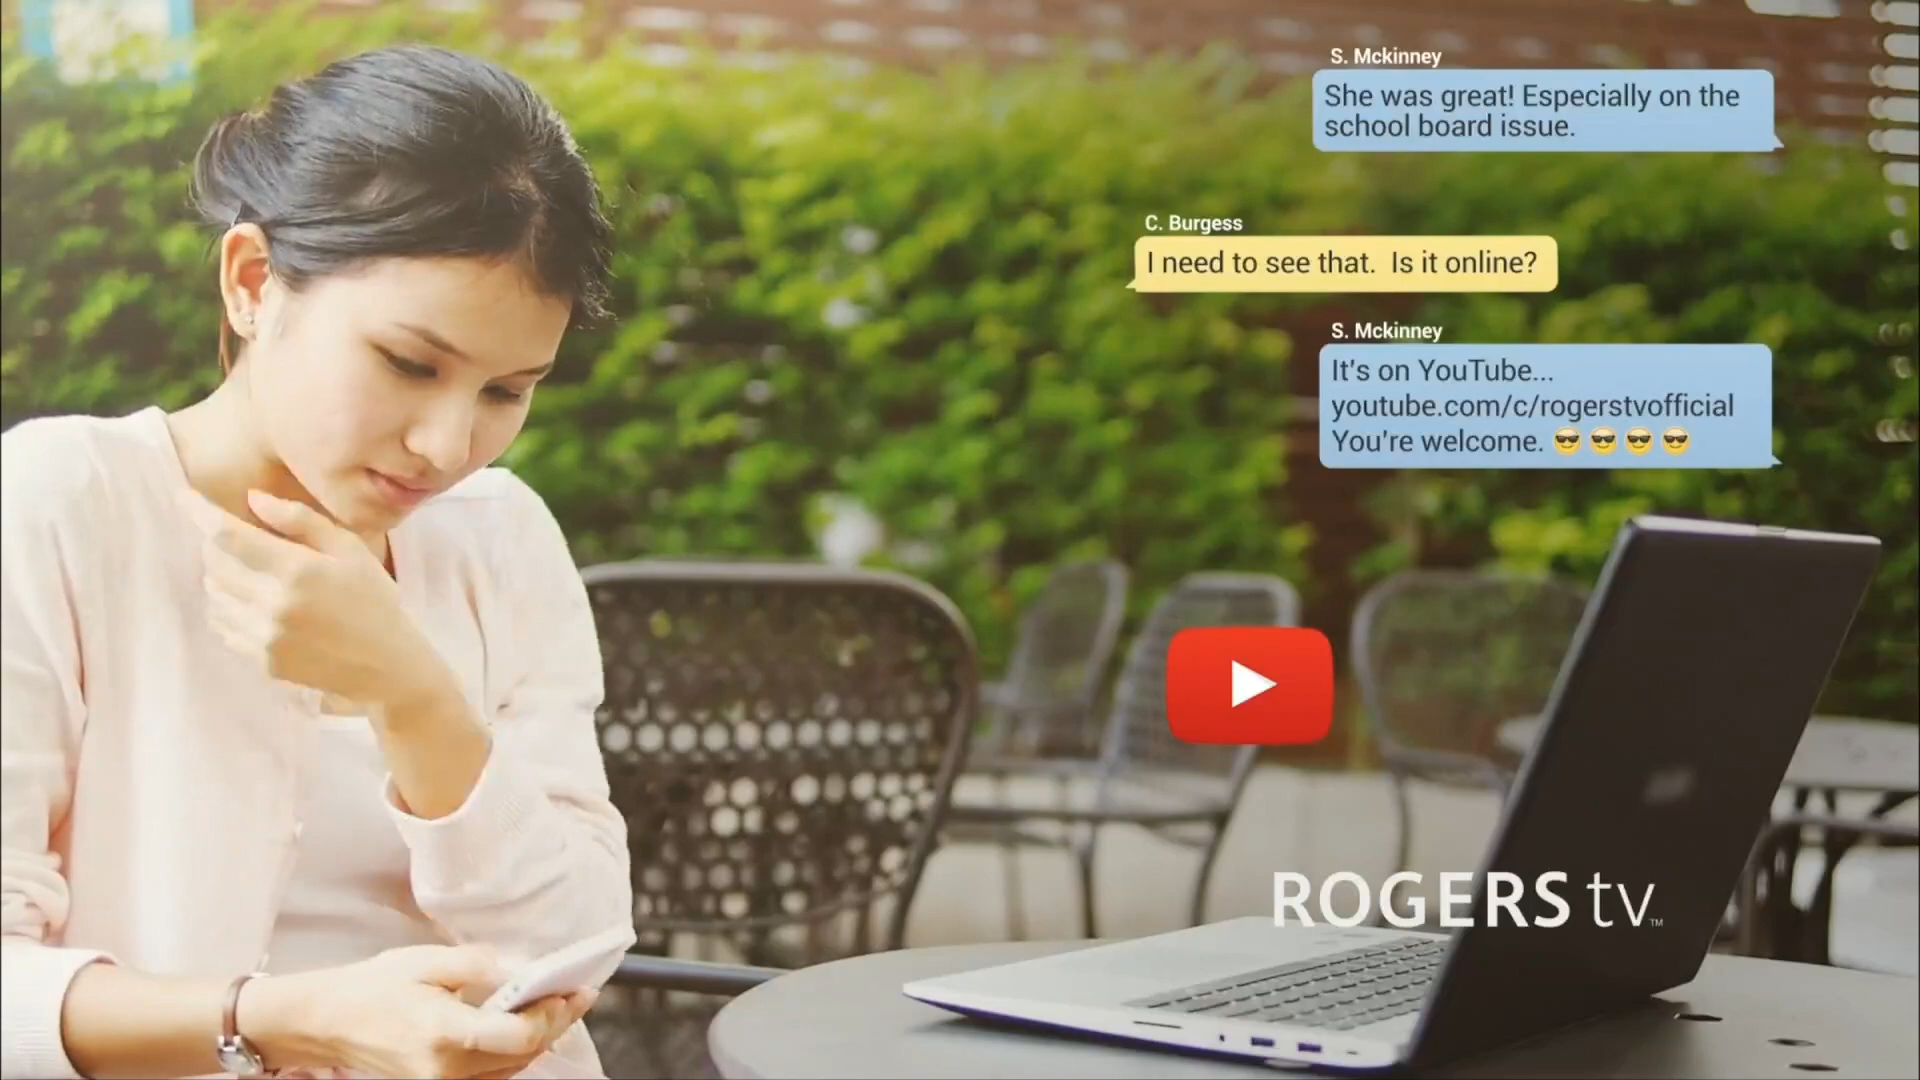 S. Mckinney
She was great! Especially on the
school board issue.
C. Burgess
I need to see that.  Is it online?
S. Mckinney
It's on YouTube...
youtube.com/c/rogerstvofficial
You're welcome. 😎 😎 😎 😎
ROGERS tv™